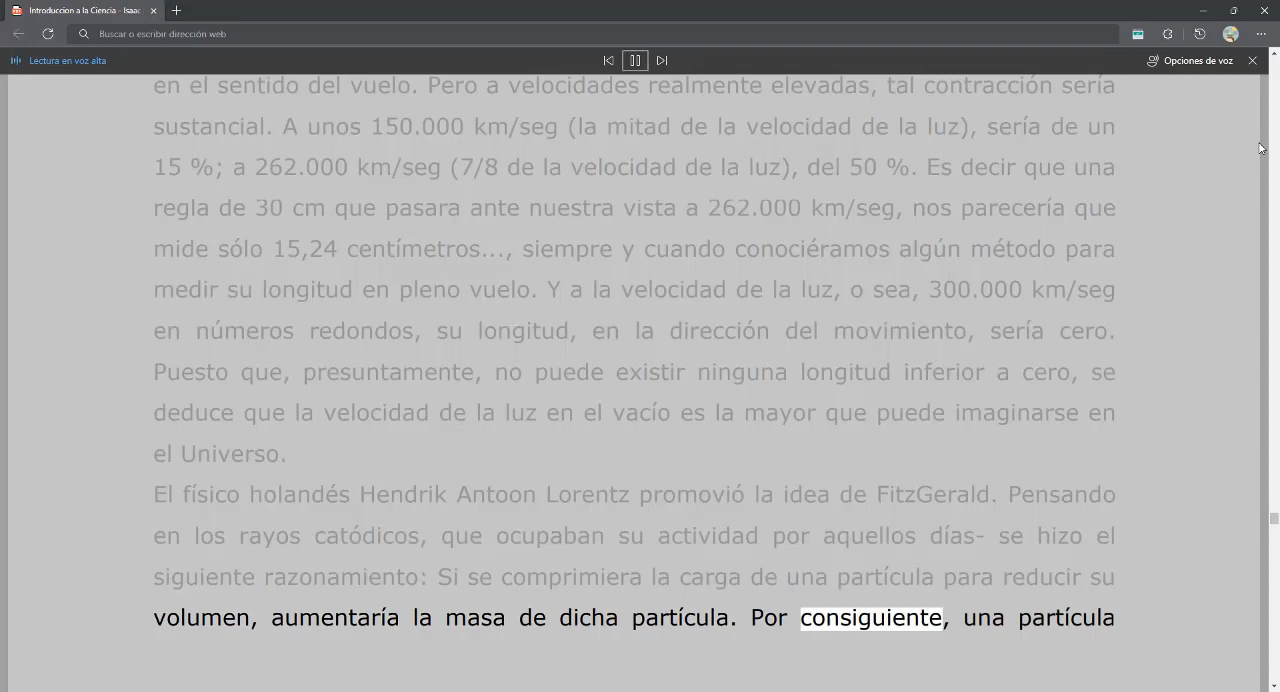 Introduccion a la Ciencia - Isaac
Buscar o escribir dirección web
Lectura en voz alta
Opciones de voz
en el sentido del vuelo. Pero a velocidades realmente elevadas, tal contracción sería
sustancial. A unos 150.000 km/seg (la mitad de la velocidad de la luz), sería de un
15 %; a 262.000 km/seg (7/8 de la velocidad de la luz), del 50 %. Es decir que una
regla de 30 cm que pasara ante nuestra vista a 262.000 km/seg, nos parecería que
mide sólo 15,24 centímetros..., siempre y cuando conociéramos algún método para
medir su longitud en pleno vuelo. Y a la velocidad de la luz, o sea, 300.000 km/seg
en números redondos, su longitud, en la dirección del movimiento, sería cero.
Puesto que, presuntamente, no puede existir ninguna longitud inferior a cero, se
deduce que la velocidad de la luz en el vacío es la mayor que puede imaginarse en
el Universo.
El físico holandés Hendrik Antoon Lorentz promovió la idea de FitzGerald. Pensando
en los rayos catódicos, que ocupaban su actividad por aquellos días- se hizo el
siguiente razonamiento: Si se comprimiera la carga de una partícula para reducir su
volumen, aumentaría la masa de dicha partícula. Por consiguiente, una partícula